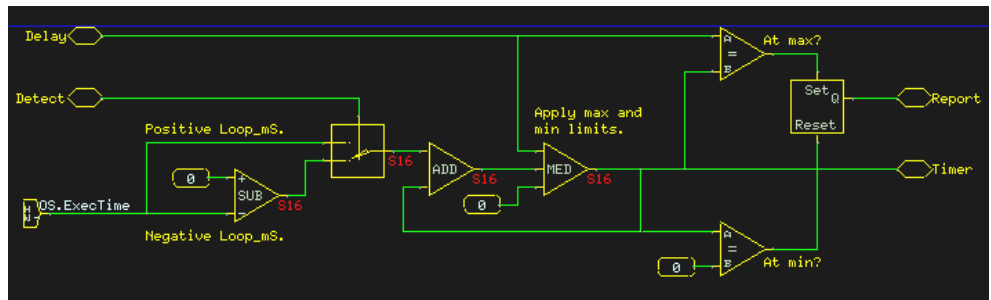 Delay
A
=
B
At max?
Detect
Set
Q
Reset
Report
Positive Loop_mS.
Apply max and
min limits.
S16
ADD
S16
MED
S16
Timer
0
+
SUB
-
S16
0
IN
OS.ExecTime
Negative Loop_mS.
A
=
B
0
At min?